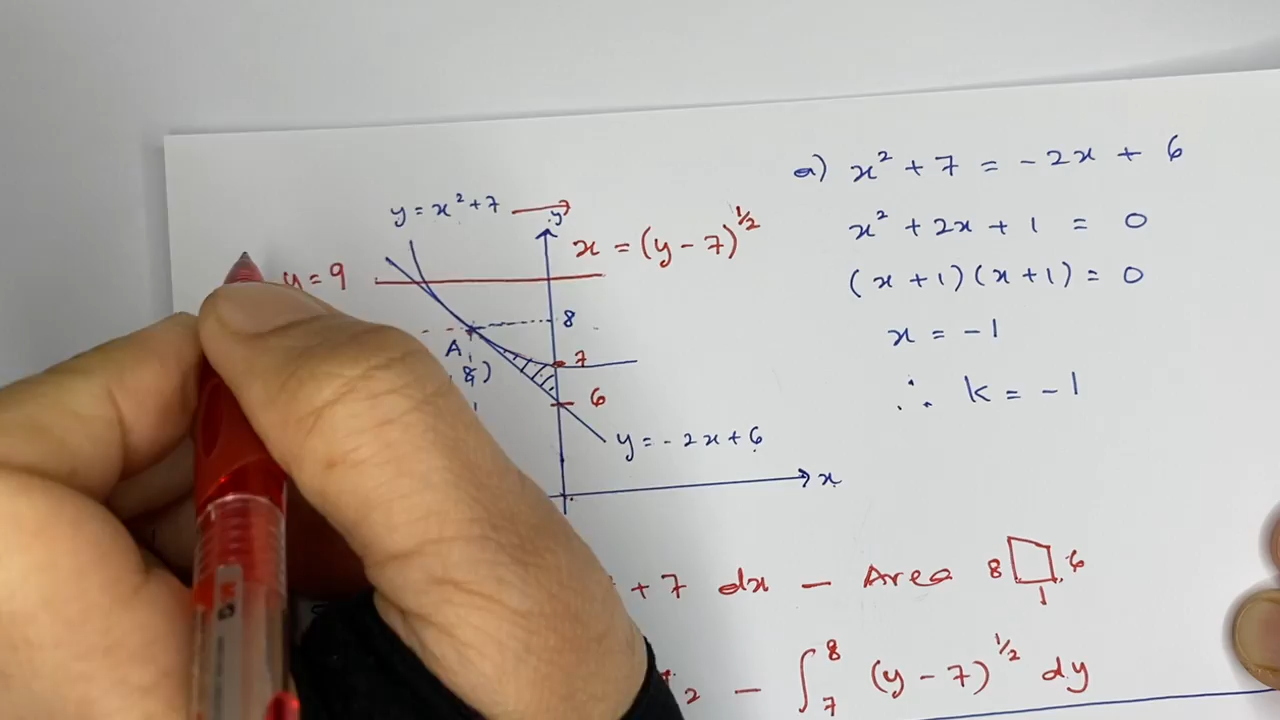 y = x² + 7 → x = (y - 7)^½
y
y = 9
8
A
, 8)
7
6
y = -2x + 6
x
a) x² + 7 = -2x + 6
x² + 2x + 1 = 0
(x + 1)(x + 1) = 0
x = -1
∴ k = -1
+ 7 dx - Area 8 6
1
2 - ∫₇⁸ (y - 7)^½ dy